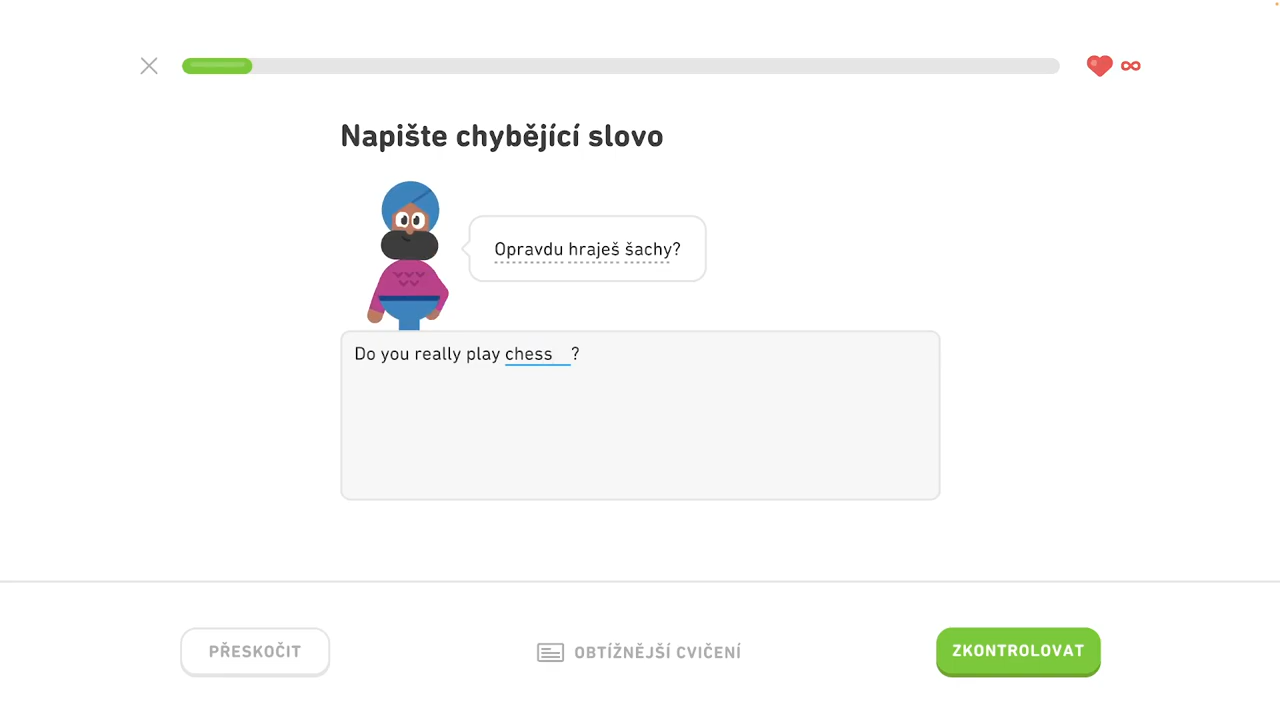 Napište chybějící slovo
Opravdu hraješ šachy?
Do you really play chess ?
PŘESKOČIT
OBTÍŽNĚJŠÍ CVIČENÍ
ZKONTROLOVAT